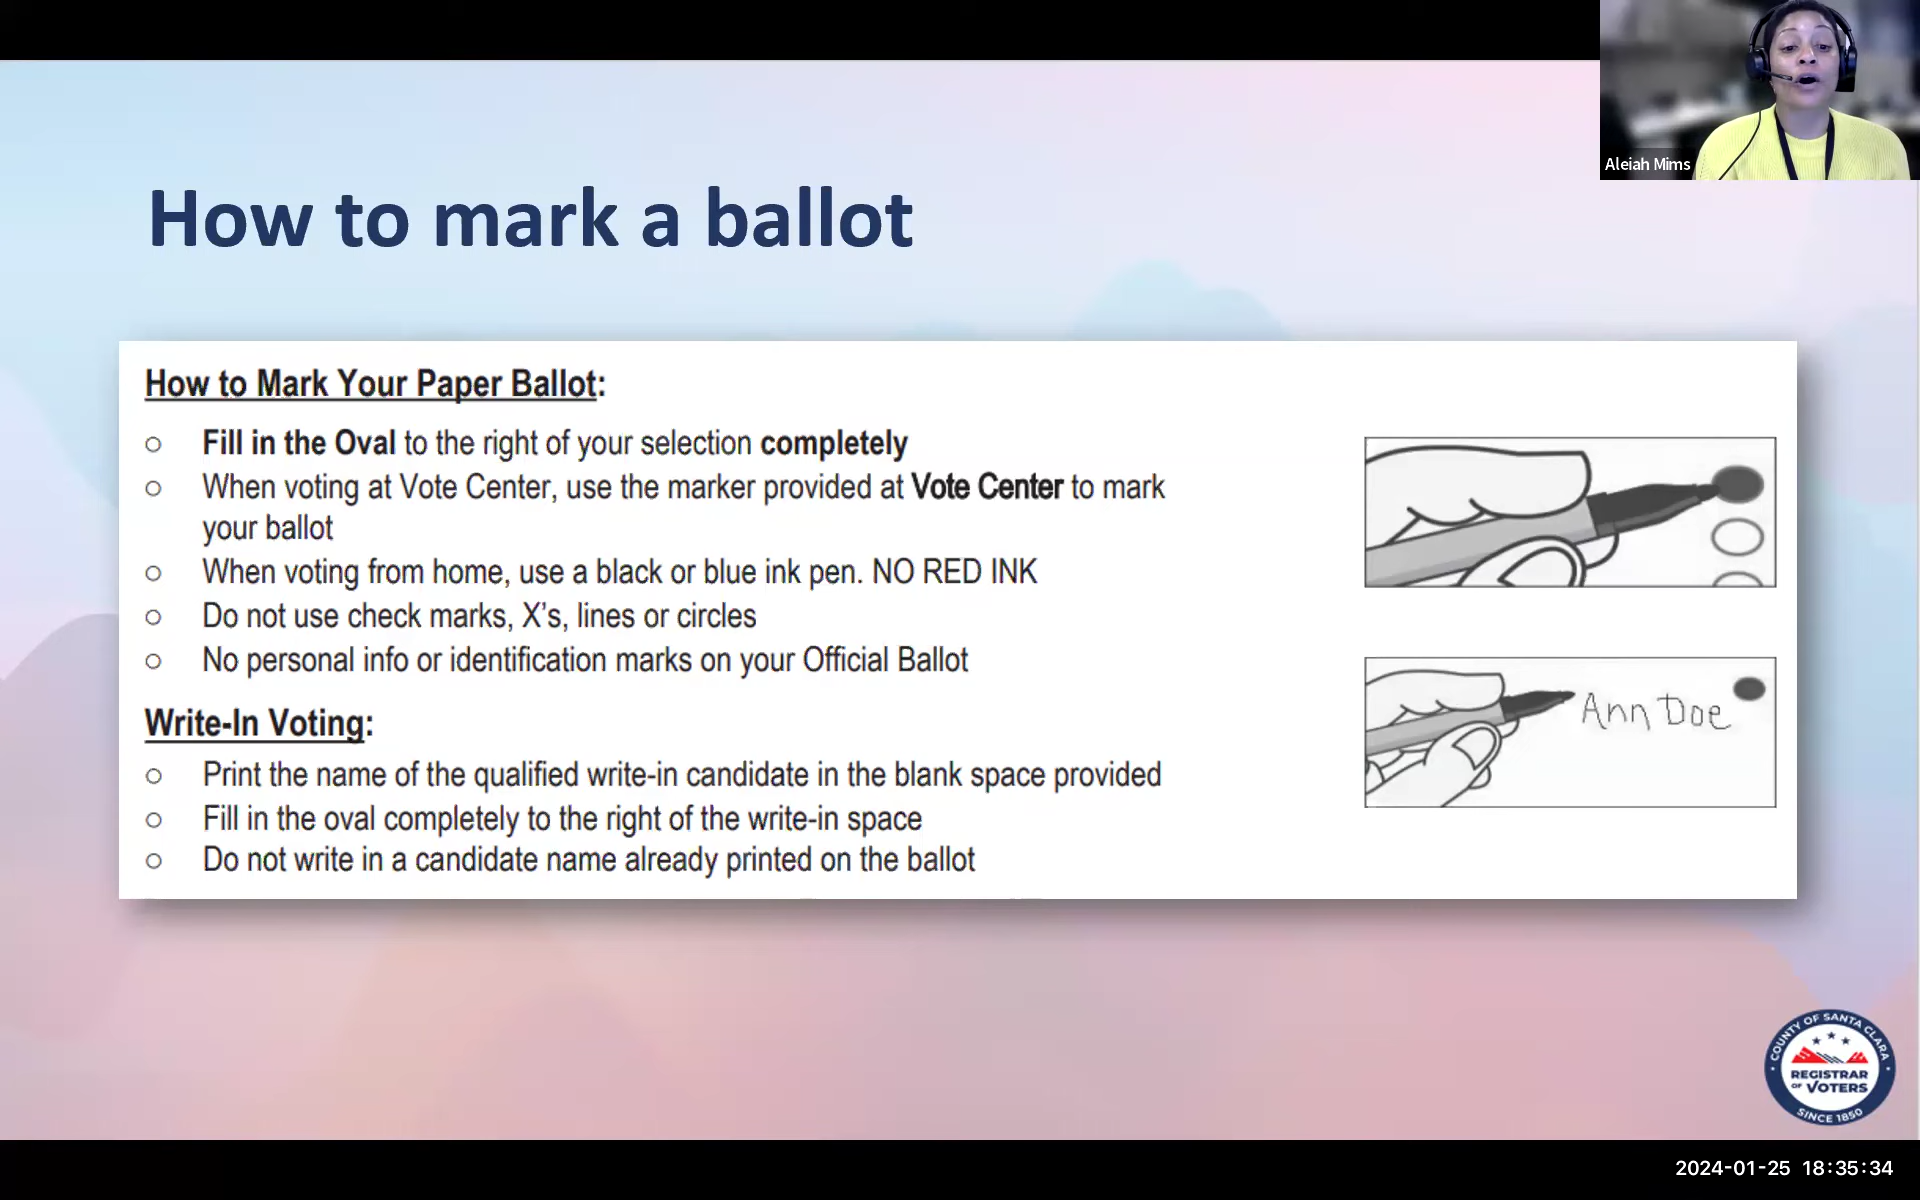 Aleiah Mims
How to mark a ballot
How to Mark Your Paper Ballot:
○ Fill in the Oval to the right of your selection completely
○ When voting at Vote Center, use the marker provided at Vote Center to mark
your ballot
○ When voting from home, use a black or blue ink pen. NO RED INK
○ Do not use check marks, X’s, lines or circles
○ No personal info or identification marks on your Official Ballot
Write-In Voting:
○ Print the name of the qualified write-in candidate in the blank space provided
○ Fill in the oval completely to the right of the write-in space
○ Do not write in a candidate name already printed on the ballot
Ann Doe
COUNTY OF SANTA CLARA
REGISTRAR
OF VOTERS
SINCE 1850
2024-01-25 18:35:34